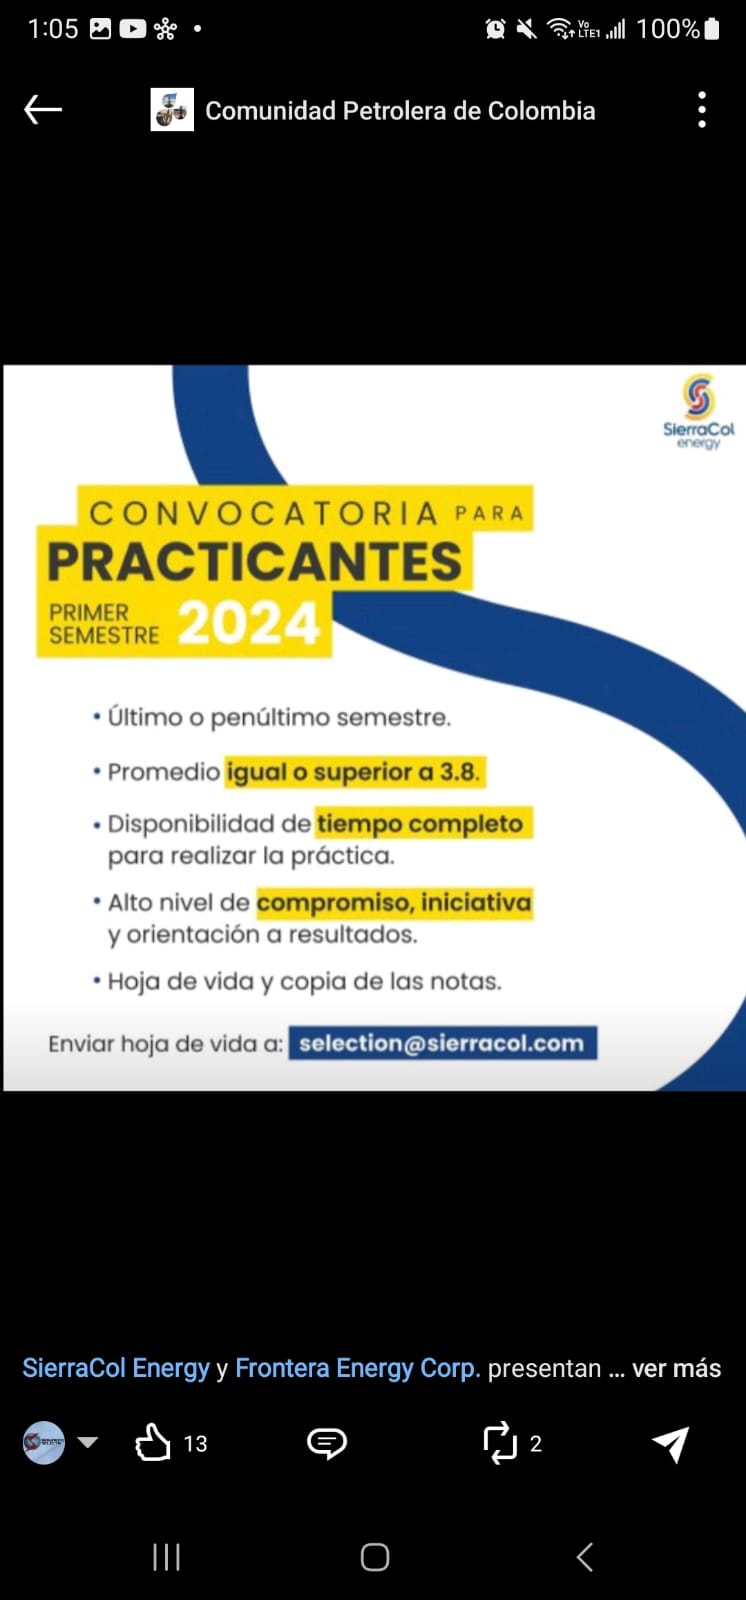 1:05
Vo
LTE1
100%
Comunidad Petrolera de Colombia
SierraCol
energy
CONVOCATORIA PARA
PRACTICANTES
PRIMER
SEMESTRE 2024
• Último o penúltimo semestre.
• Promedio igual o superior a 3.8.
• Disponibilidad de tiempo completo
para realizar la práctica.
• Alto nivel de compromiso, iniciativa
y orientación a resultados.
• Hoja de vida y copia de las notas.
Enviar hoja de vida a: selection@sierracol.com
SierraCol Energy y Frontera Energy Corp. presentan ... ver más
13
2